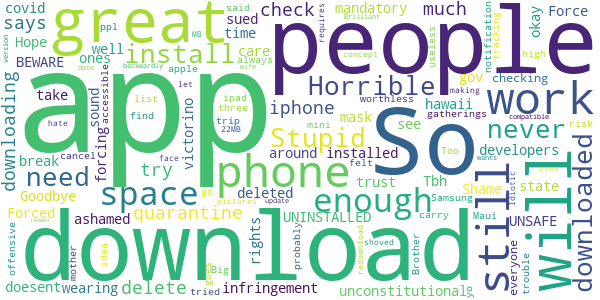 covid
great
check
mandatory
people
ppl
said
MB
Brilliant
requires
concept
useless
okay
Force
tracking
says
sued
time
much
notification
high
Hope
install
well
care
gov
checking
BEWARE
ones
always
wife
Horrible
work
app
So
apple
date
backmardly
version
downloading
take
forcing
sound
accessible
list
find
ipad
three
let
trip
22MB
iphone
worthless
making
compatible
hawaii
never
mask
mini
gatherings
need
victorino
phone
Stupid
around
installed
see
developers
break
hate
cancel
try
face
deleted
felt
Too
risk
go
update
Tbh
trust
Shame
state
idiotic
even
wants
Goodbye
space
enough
still
will
downloaded
Forced
idea
pictures
rights
UNINSTALLED
carry
Samsung
Maui
UNSAFE
everyone
trouble
ashamed
quarantine
offensive
download
probably
shoved
Brother
redownload
doesent
wearing
mother
delete
tried
goes
Big
infringement
unconstitutional